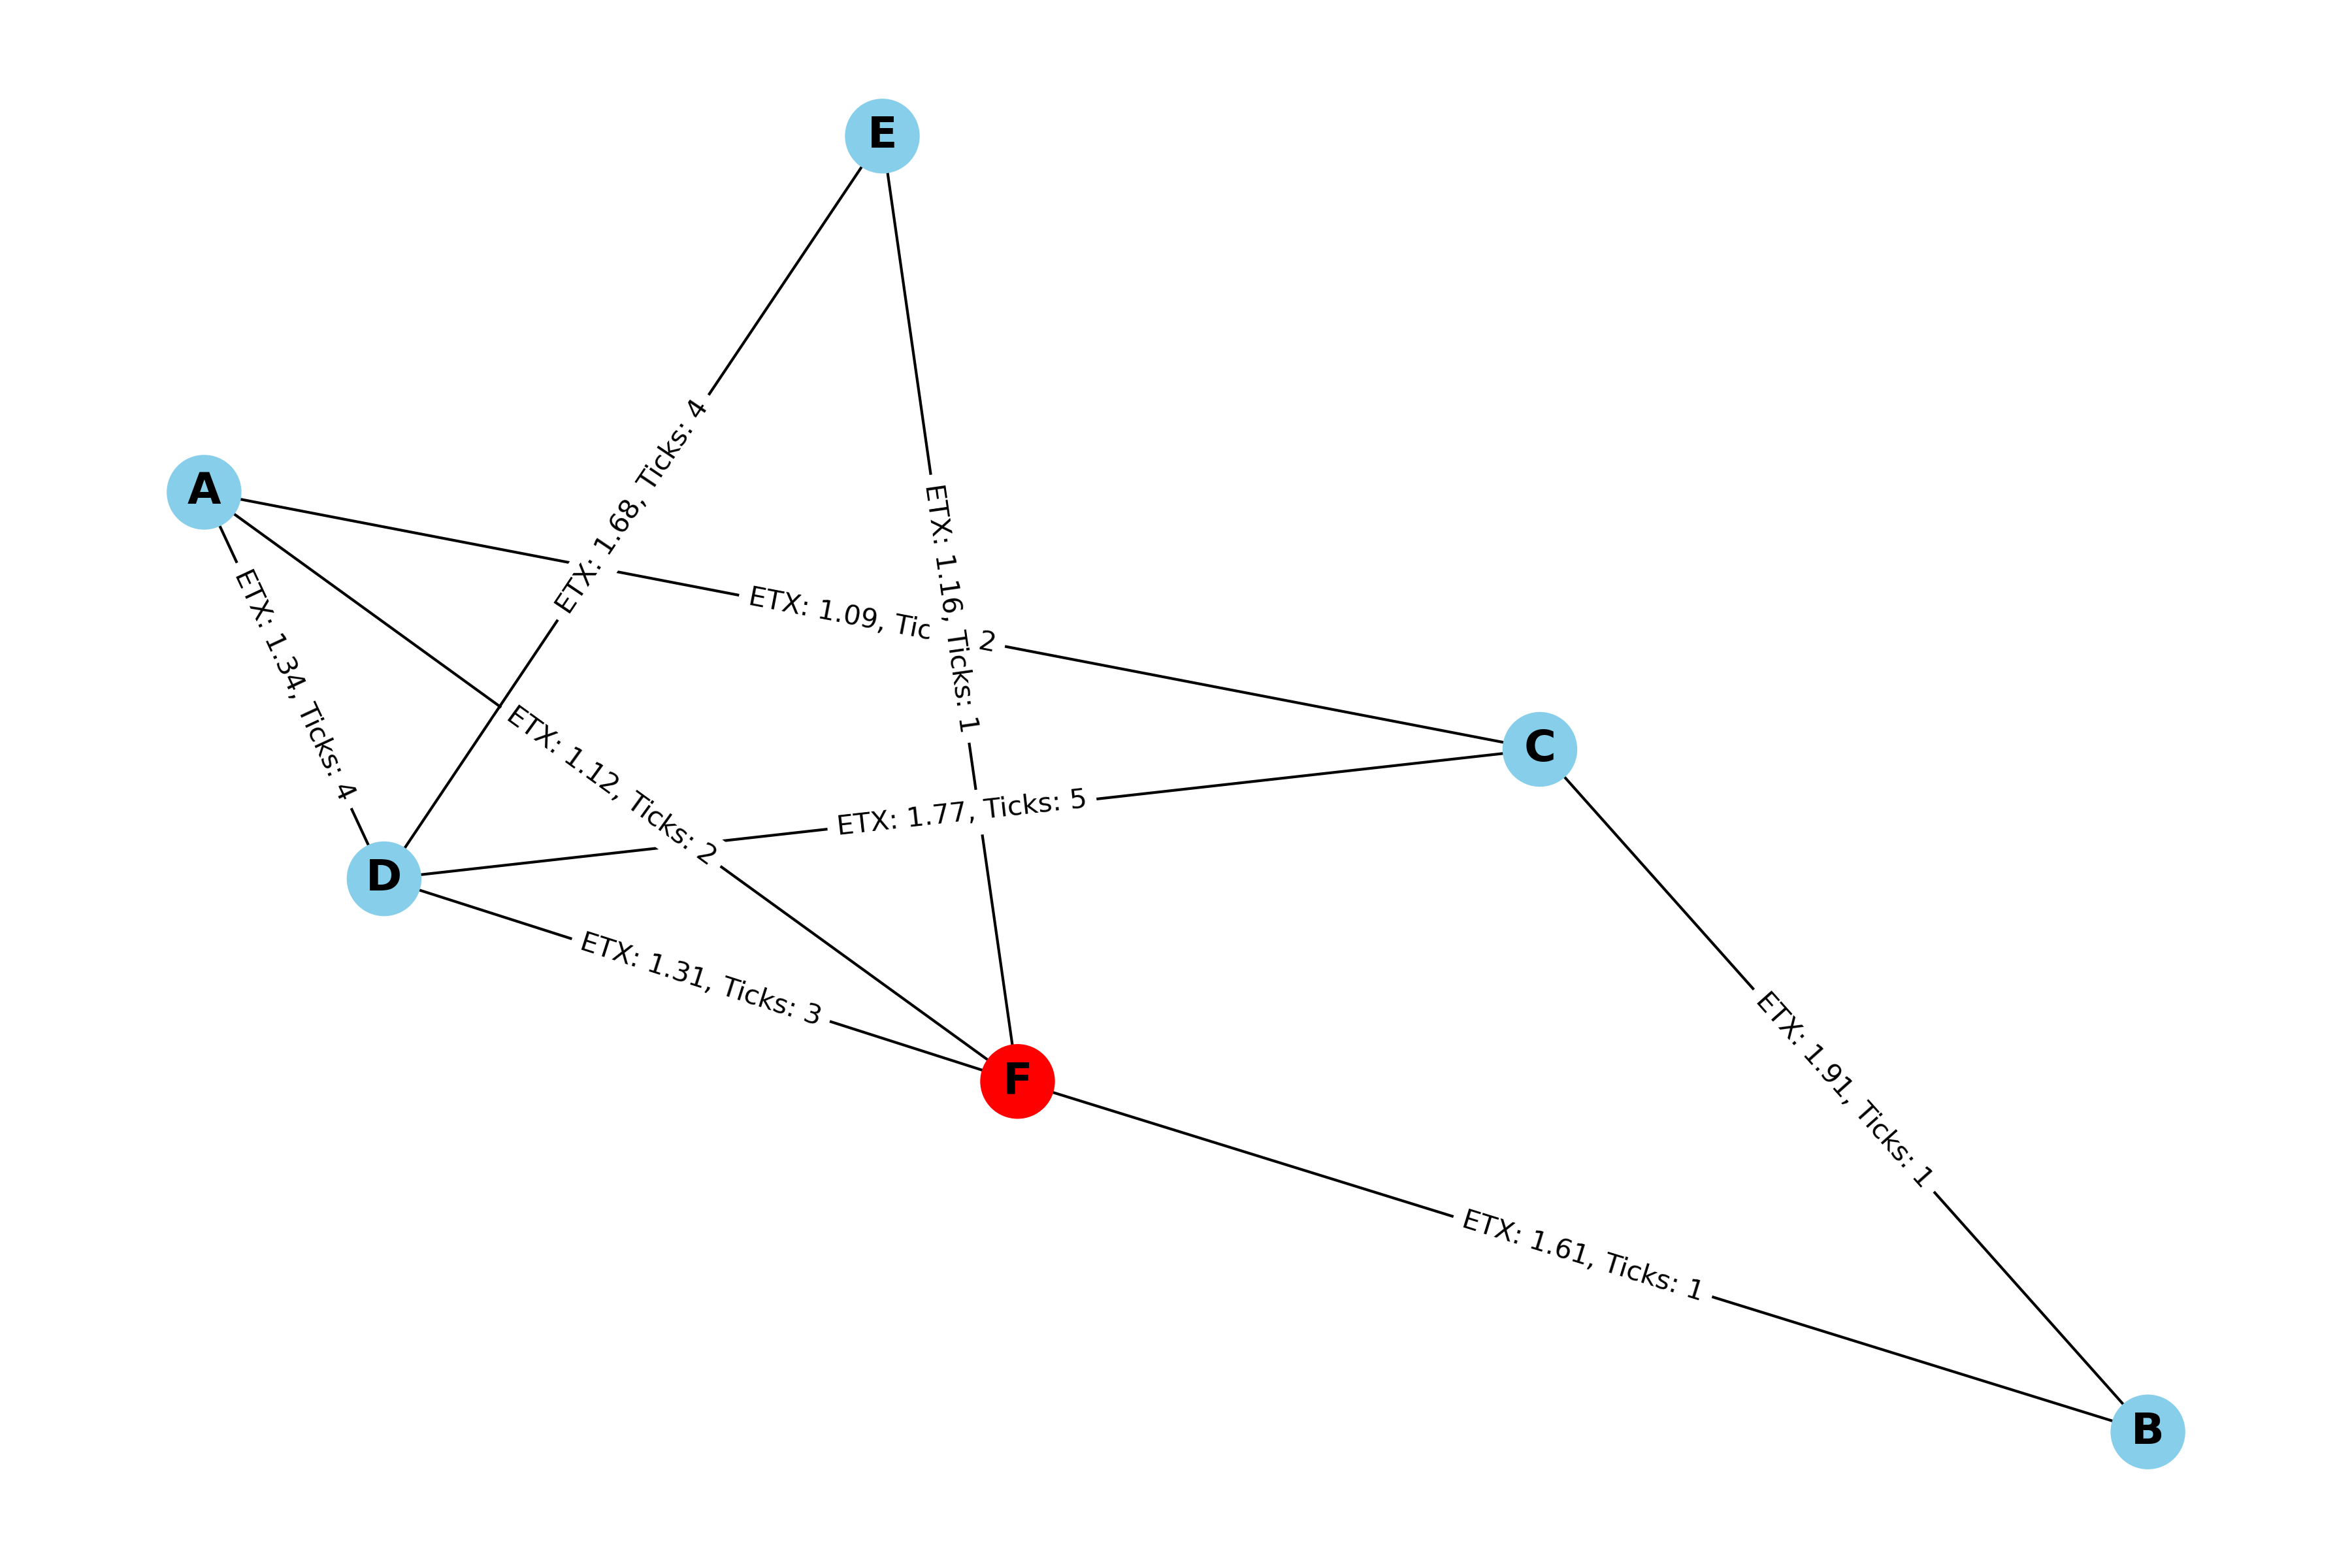 E
ETX: 1.68, Ticks: 4
A
ETX: 1.16, Ticks: 1
ETX: 1.09, Tic 2
ETX: 1.34, Ticks: 4
C
ETX: 1.12, Ticks: 2
ETX: 1.77, Ticks: 5
D
ETX: 1.31, Ticks: 3
F
ETX: 1.91, Ticks: 1
ETX: 1.61, Ticks: 1
B